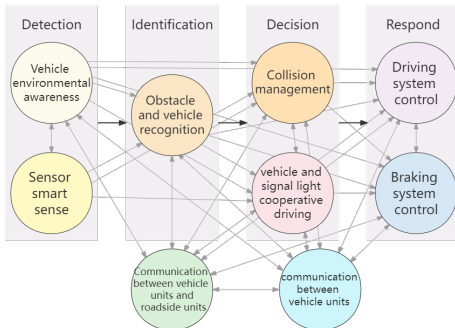 Detection
Identification
Decision
Respond
Vehicle
environmental
awareness
Obstacle
and vehicle
recognition
Collision
management
Driving
system
control
Sensor
smart
sense
vehicle and
signal light
cooperative
driving
Braking
system
control
Communication
between vehicle
units and
roadside units
communication
between
vehicle units